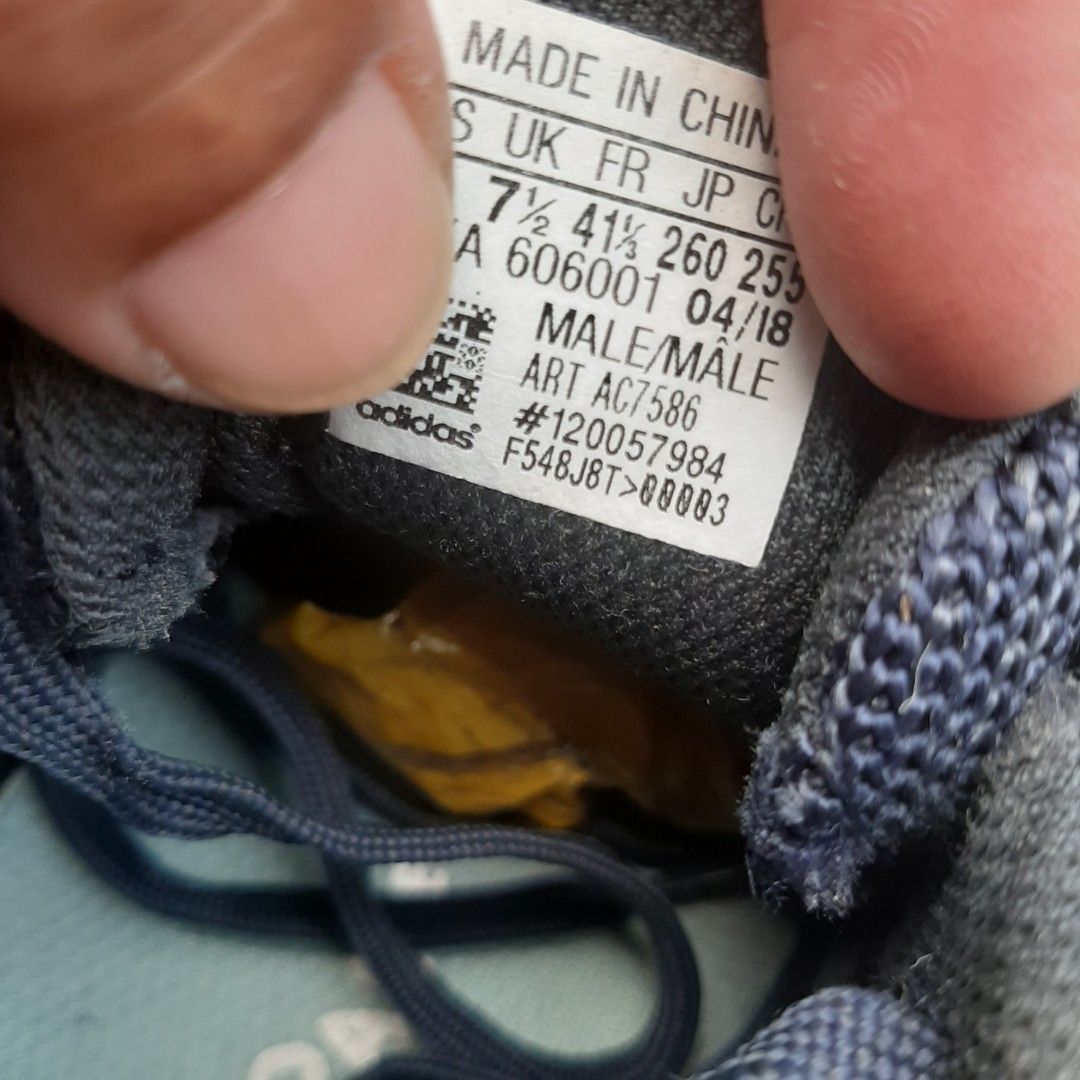 MADE IN CHIN
S UK FR JP C
7½ 41⅓ 260 255
A 606001 04/18
MALE/MÂLE
ART AC7586
adidas
#120057984
F548J8T>00003